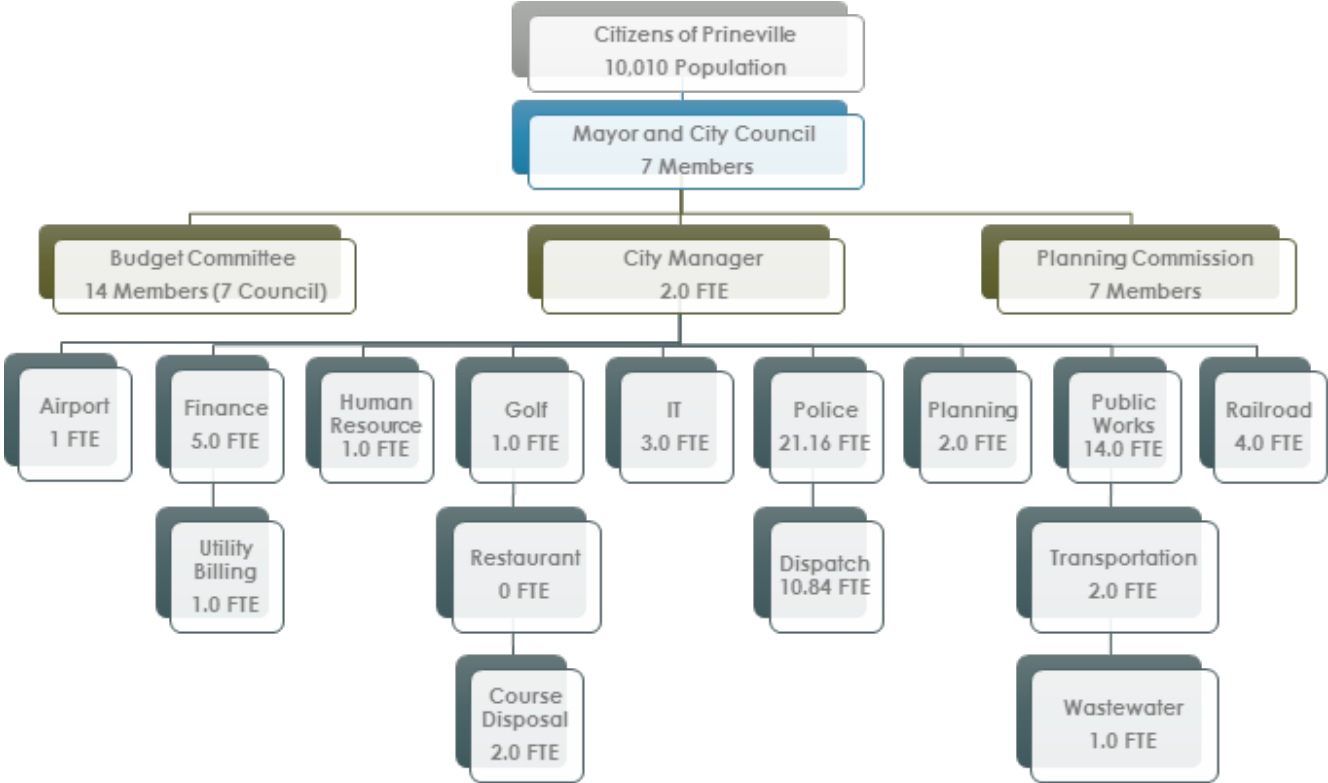 Citizens of Prineville
10,010 Population
Mayor and City Council
7 Members
Budget Committee
14 Members (7 Council)
City Manager
2.0 FTE
Planning Commission
7 Members
Airport
1 FTE
Finance
5.0 FTE
Human
Resource
1.0 FTE
Golf
1.0 FTE
IT
3.0 FTE
Police
21.16 FTE
Planning
2.0 FTE
Public
Works
14.0 FTE
Railroad
4.0 FTE
Utility
Billing
1.0 FTE
Restaurant
0 FTE
Dispatch
10.84 FTE
Transportation
2.0 FTE
Course
Disposal
2.0 FTE
Wastewater
1.0 FTE